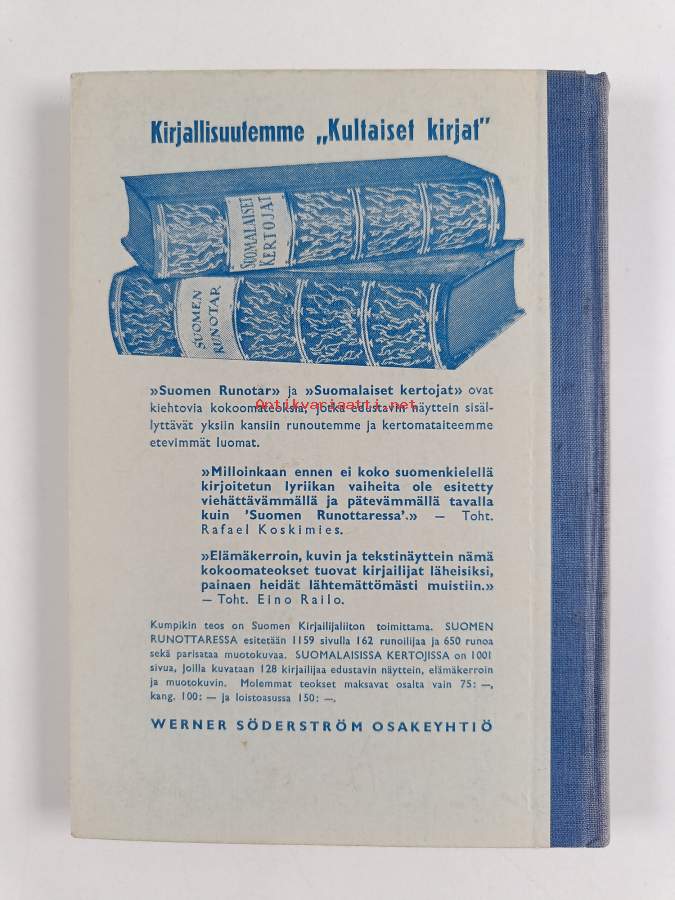 Kirjallisuutemme „Kultaiset kirjat"
SUOMALAISET
KERTOJAT
SUOMEN
RUNOTAR
»Suomen Runotar» ja »Suomalaiset kertojat» ovat
Antikvariaatti.net
kiehtovia kokoomateoksia, jotka edustavin näyttein sisäl-
lyttävät yksiin kansiin runoutemme ja kertomataiteemme
etevimmät luomat.
»Milloinkaan ennen ei koko suomenkielellä
kirjoitetun lyriikan vaiheita ole esitetty
viehättävämmällä ja pätevämmällä tavalla
kuin 'Suomen Runottaressa'.» — Toht.
Rafael Koskimies.
»Elämäkerroin, kuvin ja tekstinäyttein nämä
kokoomateokset tuovat kirjailijat läheisiksi,
painaen heidät lähtemättömästi muistiin.»
— Toht. Eino Railo.
Kumpikin teos on Suomen Kirjailijaliiton toimittama. SUOMEN
RUNOTTARESSA esitetään 1159 sivulla 162 runoilijaa ja 650 runoa
sekä parisataa muotokuvaa. SUOMALAISISSA KERTOJISSA on 1001
sivua, joilla kuvataan 128 kirjailijaa edustavin näyttein, elämäkerroin
ja muotokuvin. Molemmat teokset maksavat osalta vain 75: —,
kang. 100: — ja loistoasussa 150: —.
WERNER SÖDERSTRÖM OSAKEYHTIÖ